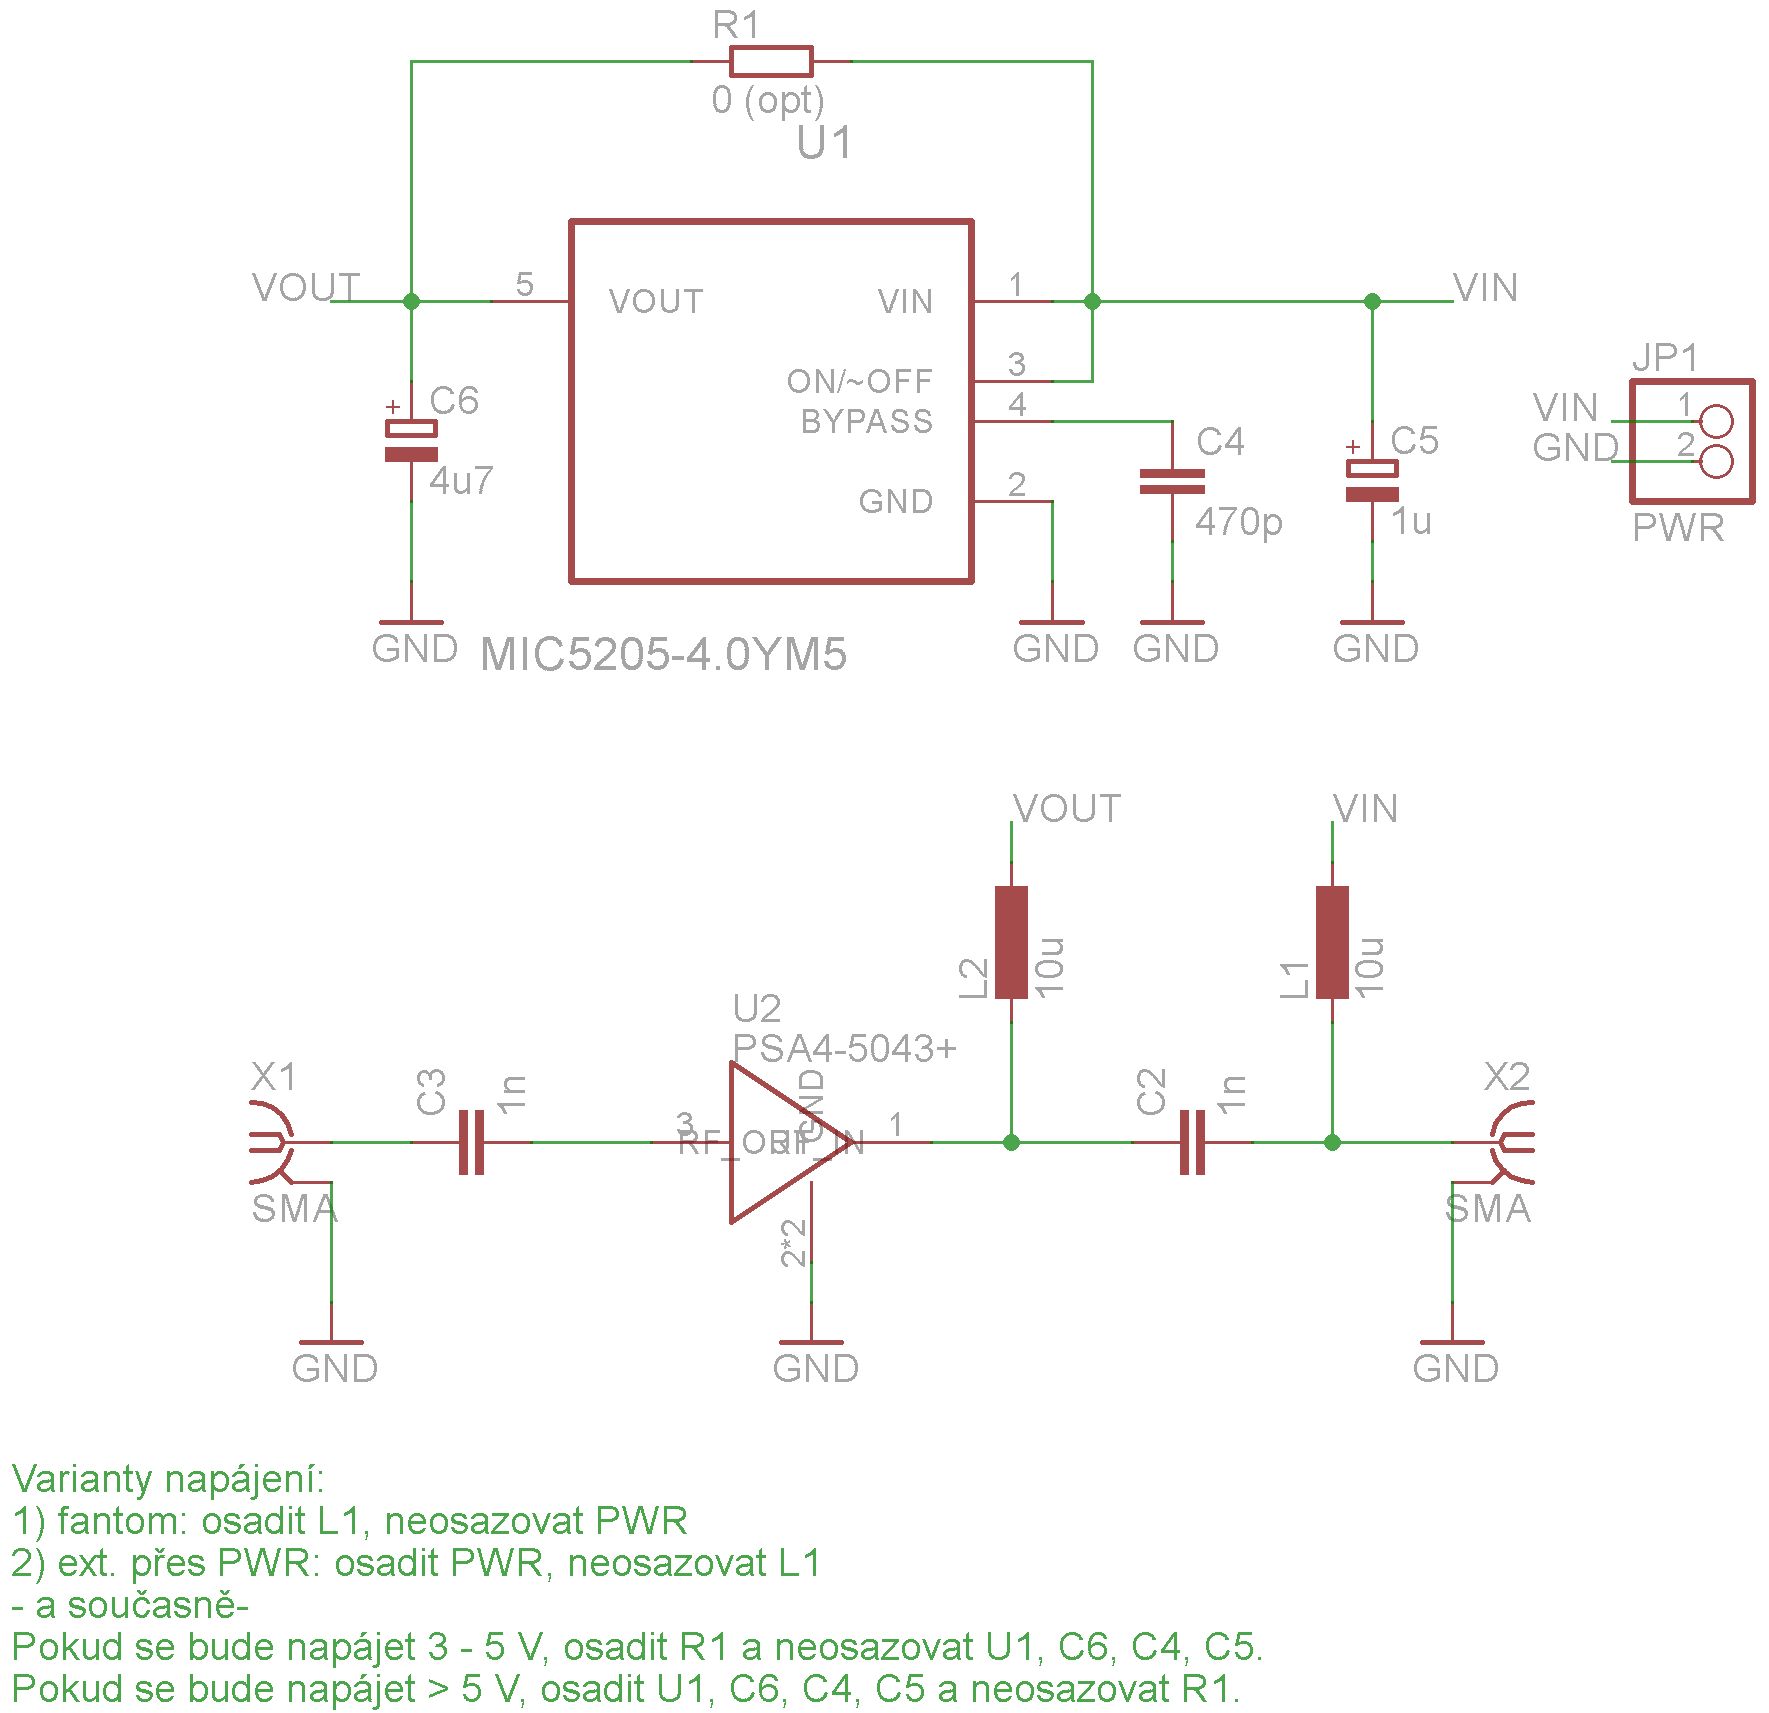 R1
0 (opt)
U1
VOUT
5
VOUT
VIN
1
VIN
ON/~OFF
3
BYPASS
4
GND
2
+
C6
4u7
C4
470p
+
C5
1u
JP1
VIN
1
GND
2
PWR
GND
MIC5205-4.0YM5
GND
GND
GND
VOUT
VIN
L2
10u
L1
10u
U2
PSA4-5043+
X1
C3
1n
GND
C2
1n
X2
3
RF_OUT
RF_IN
1
SMA
2*2
SMA
GND
GND
GND
Varianty napájení:
1) fantom: osadit L1, neosazovat PWR
2) ext. přes PWR: osadit PWR, neosazovat L1
- a současně-
Pokud se bude napájet 3 - 5 V, osadit R1 a neosazovat U1, C6, C4, C5.
Pokud se bude napájet > 5 V, osadit U1, C6, C4, C5 a neosazovat R1.